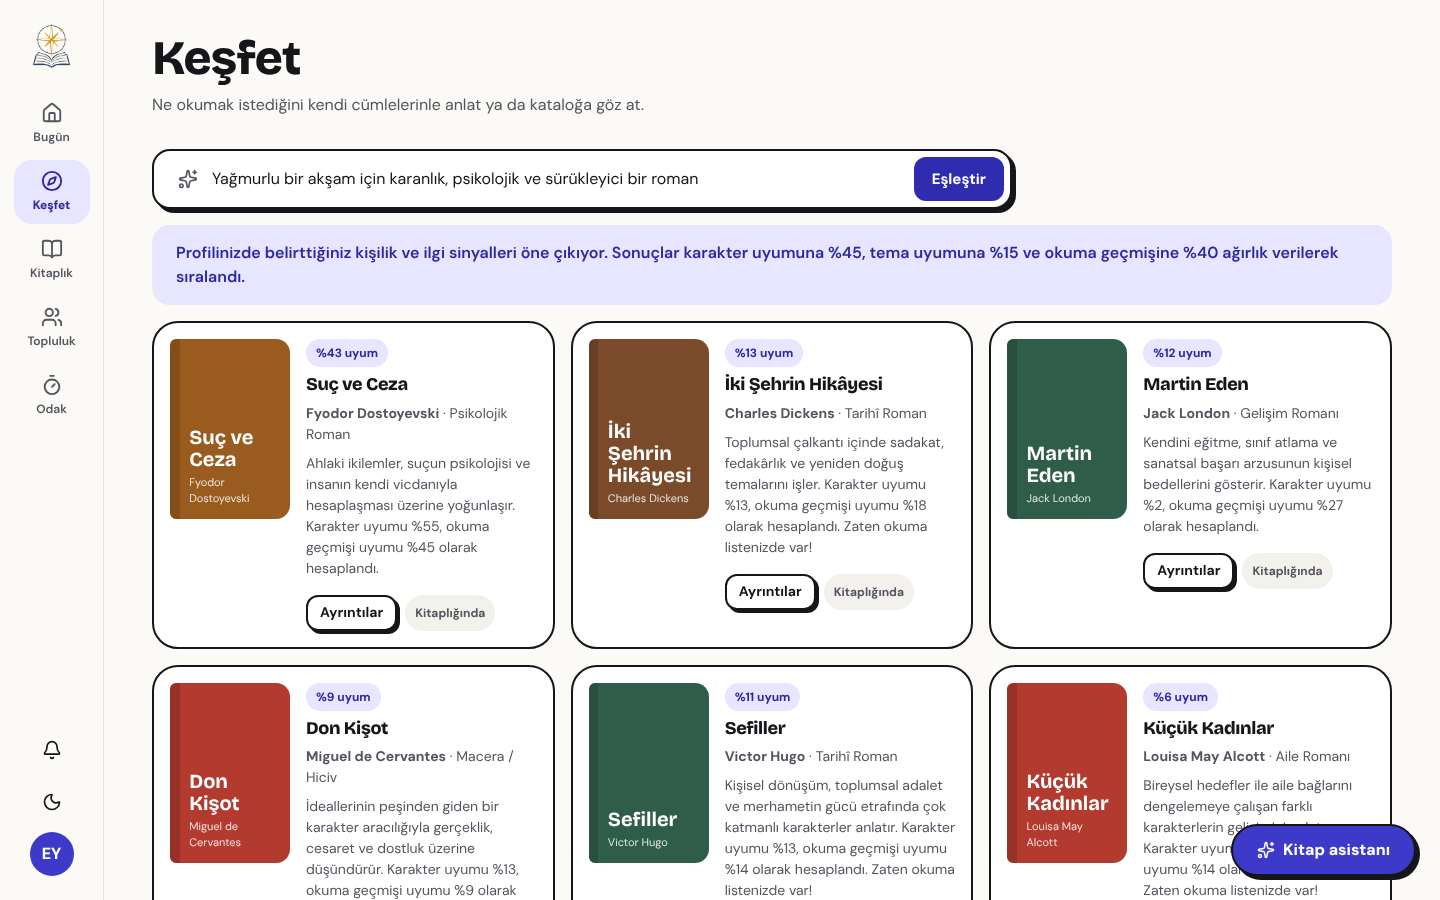 Keşfet
Ne okumak istediğini kendi cümlelerinle anlat ya da kataloğa göz at.
Bugün
Keşfet
Kitaplık
Topluluk
Odak
EY
Yağmurlu bir akşam için karanlık, psikolojik ve sürükleyici bir roman
Eşleştir
Profilinizde belirttiğiniz kişilik ve ilgi sinyalleri öne çıkıyor. Sonuçlar karakter uyumuna %45, tema uyumuna %15 ve okuma geçmişine %40 ağırlık verilerek
sıralandı.
Suç ve
Ceza
Fyodor
Dostoyevski
%43 uyum
Suç ve Ceza
Fyodor Dostoyevski · Psikolojik
Roman
Ahlaki ikilemler, suçun psikolojisi ve
insanın kendi vicdanıyla
hesaplaşması üzerine yoğunlaşır.
Karakter uyumu %55, okuma
geçmişi uyumu %45 olarak
hesaplandı.
Ayrıntılar
Kitaplığında
İki
Şehrin
Hikâyesi
Charles Dickens
%13 uyum
İki Şehrin Hikâyesi
Charles Dickens · Tarihî Roman
Toplumsal çalkantı içinde sadakat,
fedakârlık ve yeniden doğuş
temalarını işler. Karakter uyumu
%13, okuma geçmişi uyumu %18
olarak hesaplandı. Zaten okuma
listenizde var!
Ayrıntılar
Kitaplığında
Martin
Eden
Jack London
%12 uyum
Martin Eden
Jack London · Gelişim Romanı
Kendini eğitme, sınıf atlama ve
sanatsal başarı arzusunun kişisel
bedellerini gösterir. Karakter uyumu
%2, okuma geçmişi uyumu %27
olarak hesaplandı.
Ayrıntılar
Kitaplığında
Don
Kişot
Miguel de
Cervantes
%9 uyum
Don Kişot
Miguel de Cervantes · Macera /
Hiciv
İdeallerinin peşinden giden bir
karakter aracılığıyla gerçeklik,
cesaret ve dostluk üzerine
düşündürür. Karakter uyumu %13,
okuma geçmişi uyumu %9 olarak
Sefiller
Victor Hugo
%11 uyum
Sefiller
Victor Hugo · Tarihî Roman
Kişisel dönüşüm, toplumsal adalet
ve merhametin gücü etrafında çok
katmanlı karakterler anlatır. Karakter
uyumu %13, okuma geçmişi uyumu
%14 olarak hesaplandı. Zaten okuma
listenizde var!
Küçük
Kadınlar
Louisa May
Alcott
%6 uyum
Küçük Kadınlar
Louisa May Alcott · Aile Romanı
Bireysel hedefler ile aile bağlarını
dengelemeye çalışan farklı
karakterlerin
Karakter
uyumu %14
Zaten okuma listenizde var!
Kitap asistanı